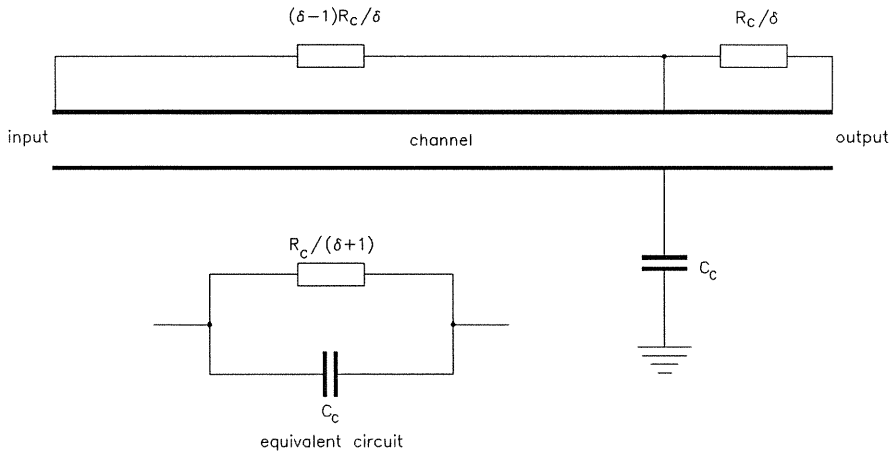 (δ−1)R_C/δ
R_C/δ
input
channel
output
R_C/(δ+1)
C_C
C_C
equivalent circuit